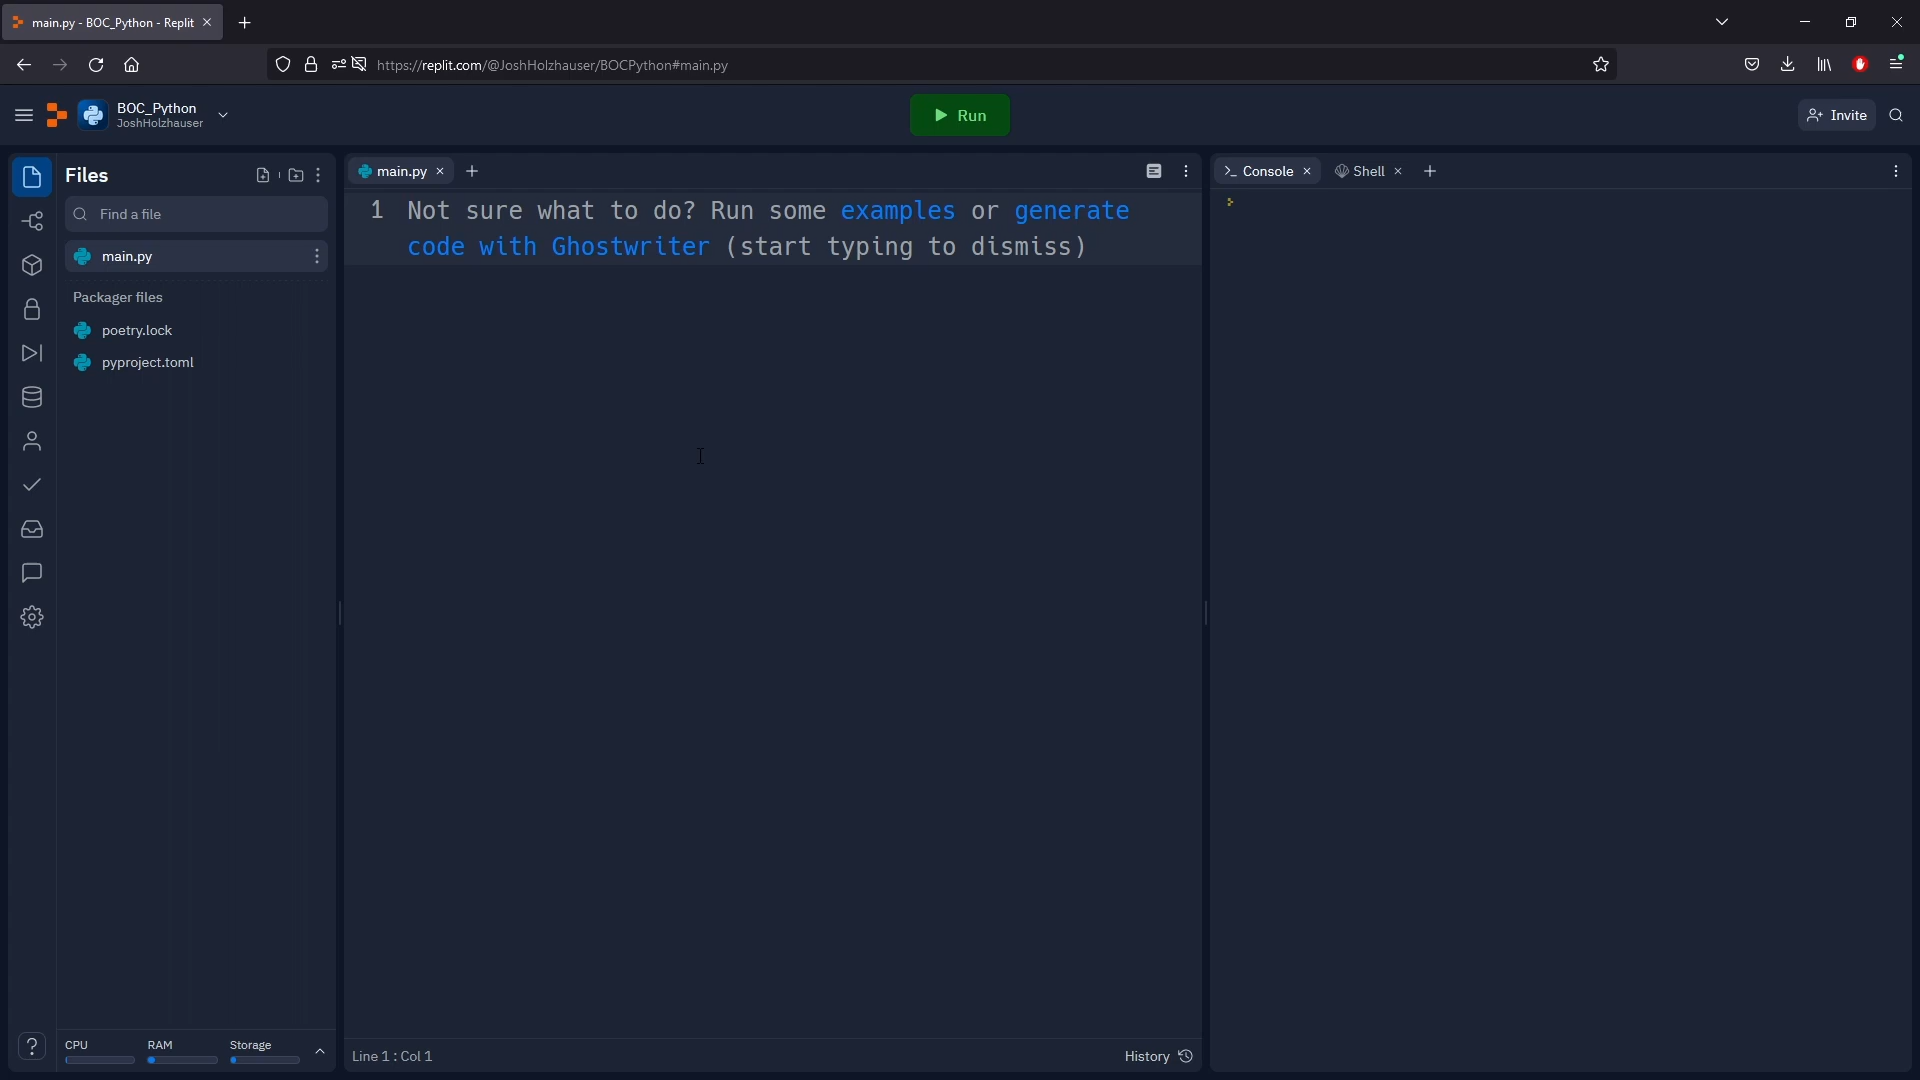 main.py - BOC_Python - Replit
https://replit.com/@JoshHolzhauser/BOCPython#main.py
BOC_Python
JoshHolzhauser
Run
Invite
Files
Find a file
main.py
Packager files
poetry.lock
pyproject.toml
CPU
RAM
Storage
main.py
1 Not sure what to do? Run some examples or generate
code with Ghostwriter (start typing to dismiss)
Line 1 : Col 1
History
Console
Shell